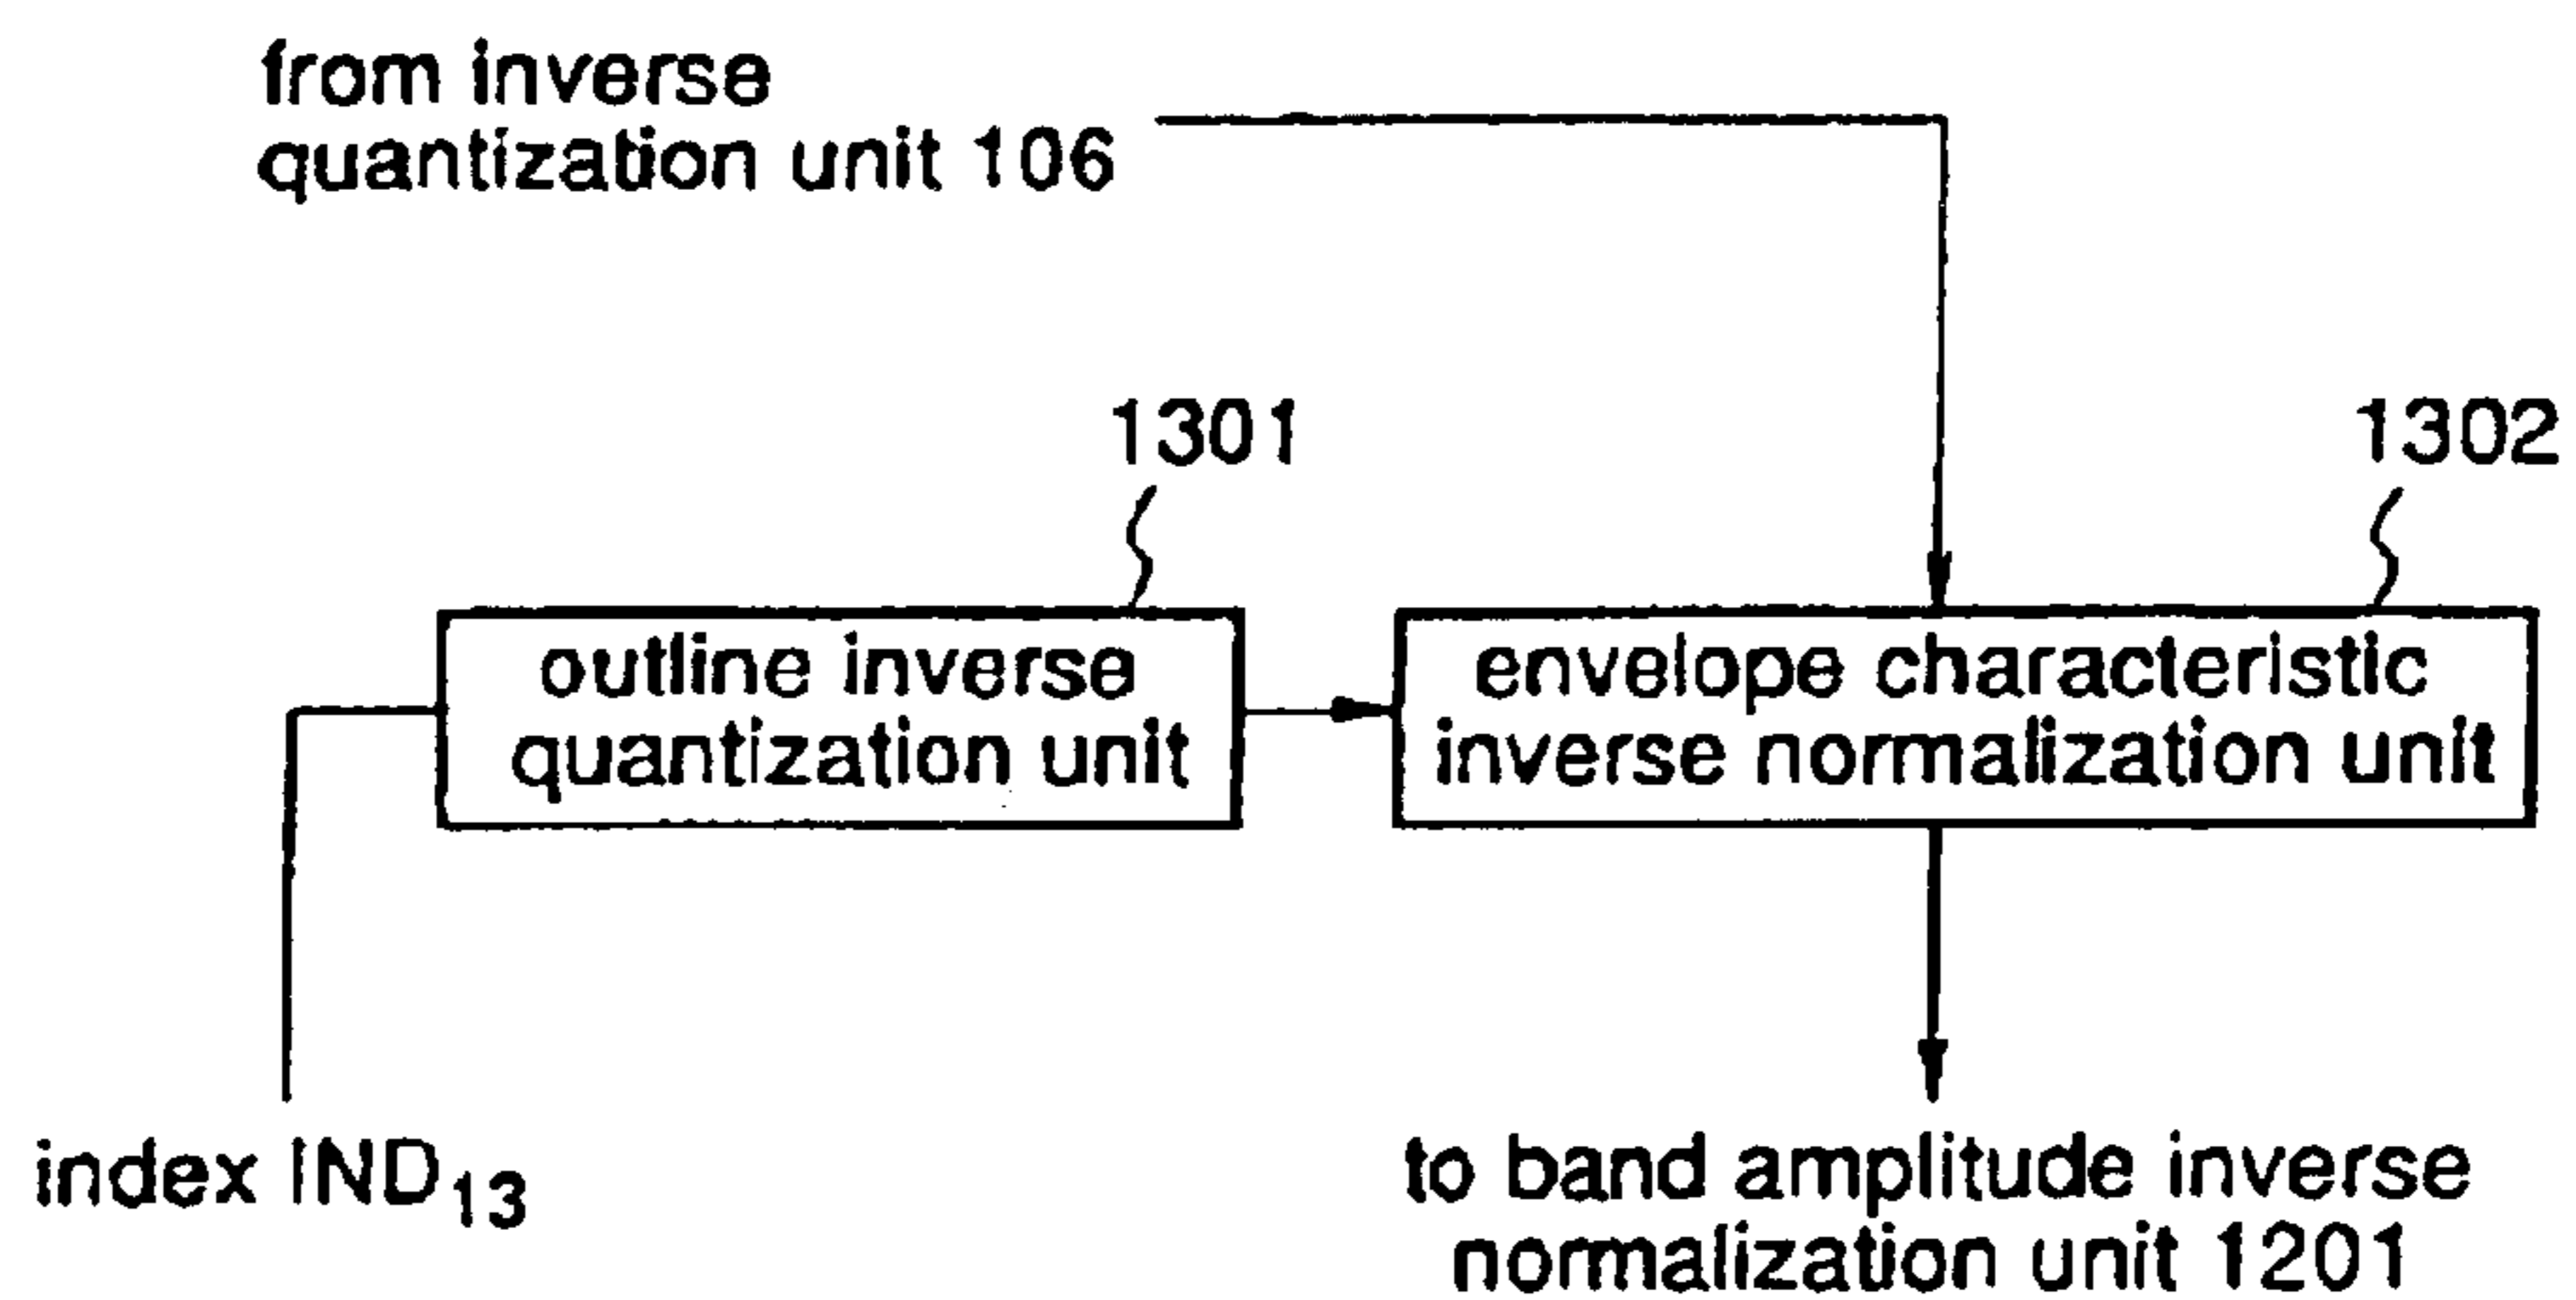 from inverse
quantization unit 106
1301
1302
outline inverse
quantization unit
envelope characteristic
inverse normalization unit
index IND₁₃
to band amplitude inverse
normalization unit 1201